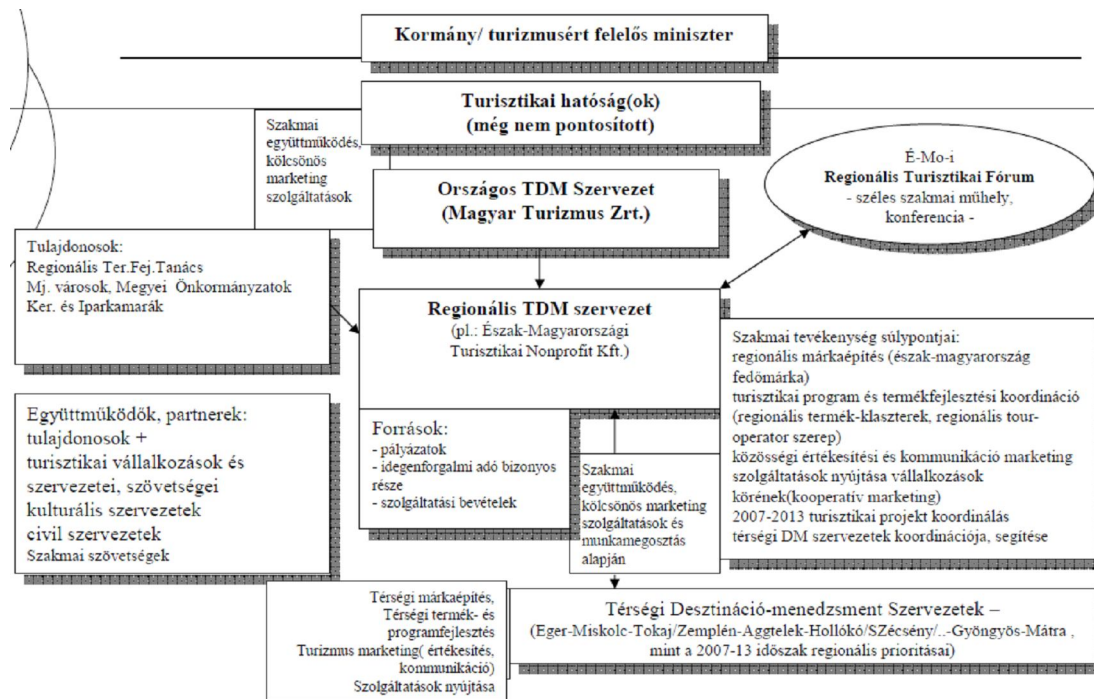 Kormány/ turizmusért felelős miniszter
Turisztikai hatóság(ok)
(még nem pontosított)
Szakmai
együttműködés,
kölcsönös
marketing
szolgáltatások
Országos TDM Szervezet
(Magyar Turizmus Zrt.)
É-Mo-i
Regionális Turisztikai Fórum
- széles szakmai műhely,
konferencia -
Tulajdonosok:
Regionális Ter.Fej.Tanács
Mj. városok, Megyei Önkormányzatok
Ker. és Iparkamarák
Regionális TDM szervezet
(pl.: Észak-Magyarországi
Turisztikai Nonprofit Kft.)
Szakmai tevékenység súlypontjai:
regionális márkaépítés (észak-magyarország
fedőmárka)
turisztikai program és termékfejlesztési koordináció
(regionális termék-klaszterek, regionális tour-
operator szerep)
közösségi értékesítési és kommunikáció marketing
szolgáltatások nyújtása vállalkozások
körének(kooperatív marketing)
2007-2013 turisztikai projekt koordinálás
térségi DM szervezetek koordinációja, segítése
Együttműködők, partnerek:
tulajdonosok +
turisztikai vállalkozások és
szervezetei, szövetségei
kulturális szervezetek
civil szervezetek
Szakmai szövetségek
Források:
- pályázatok
- idegenforgalmi adó bizonyos
része
- szolgáltatási bevételek
Szakmai
együttműködés,
kölcsönös marketing
szolgáltatások és
munkamegosztás
alapján
Térségi márkaépítés,
Térségi termék- és
programfejlesztés
Turizmus marketing( értékesítés,
kommunikáció)
Szolgáltatások nyújtása
Térségi Desztináció-menedzsment Szervezetek –
(Eger-Miskolc-Tokaj/Zemplén-Aggtelek-Hollókó/SZécsény/..-Gyöngyös-Mátra ,
mint a 2007-13 időszak regionális prioritásai)